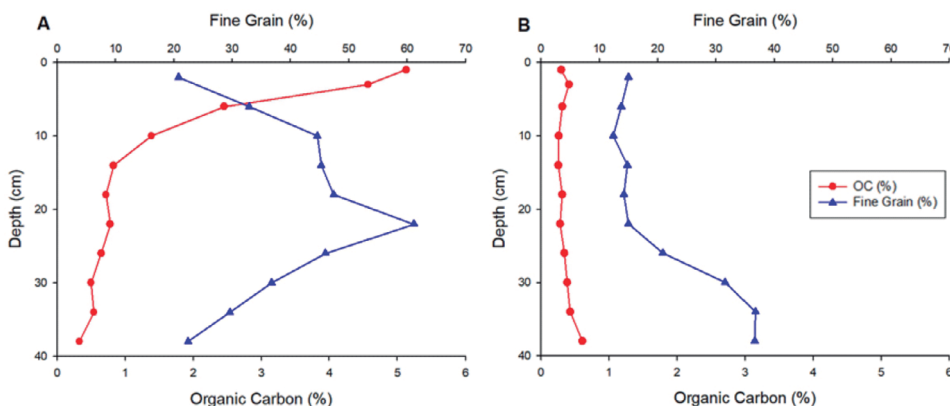 A
Fine Grain (%)
0 10 20 30 40 50 60 70
0
10
20
30
40
Depth (cm)
0 1 2 3 4 5 6
Organic Carbon (%)
B
Fine Grain (%)
0 10 20 30 40 50 60
0
10
20
30
40
Depth (cm)
OC (%)
Fine Grain (%)
0 1 2 3 4 5 6
Organic Carbon (%)